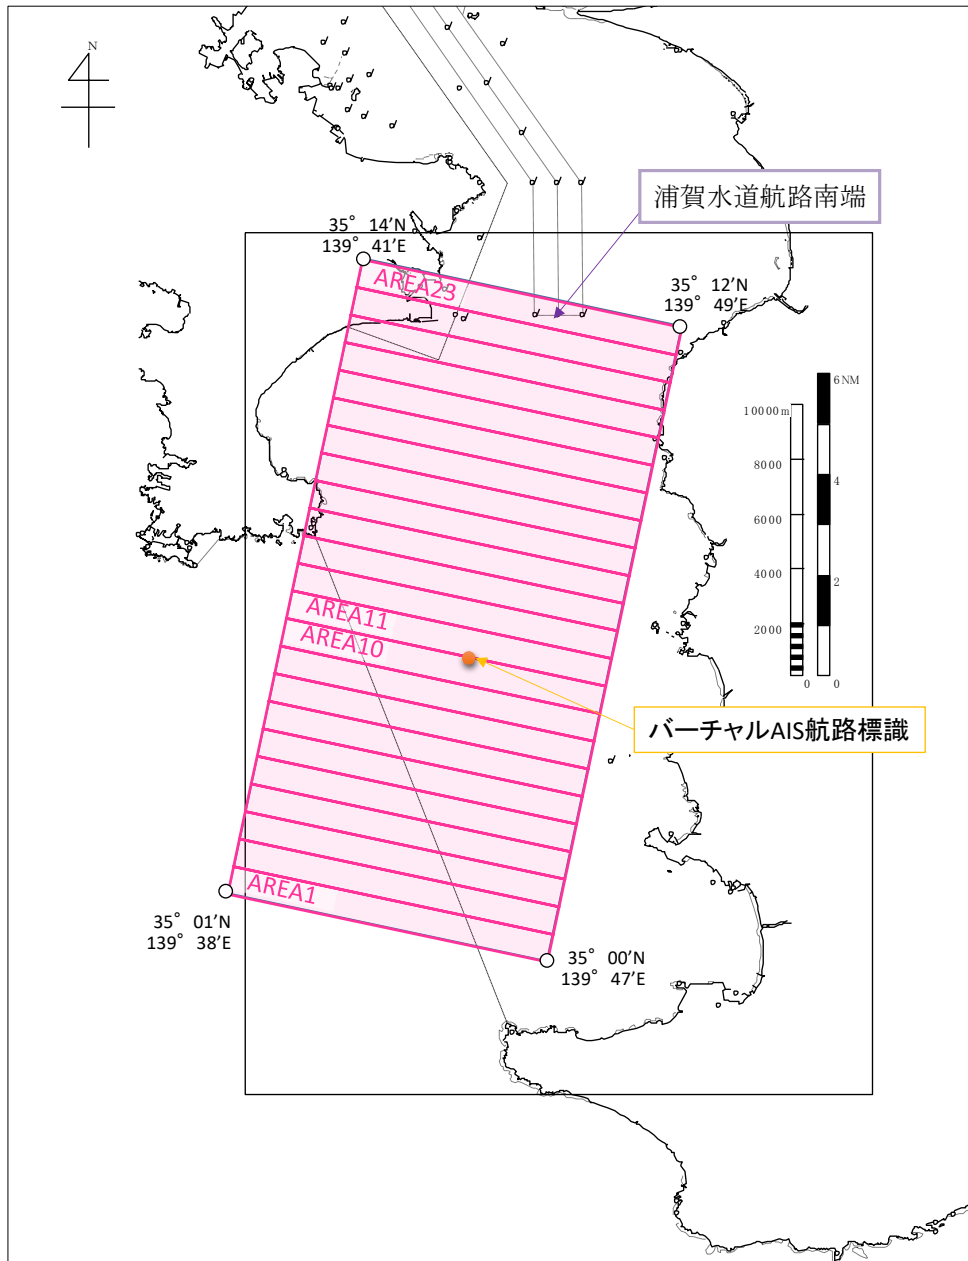 N
浦賀水道航路南端
35° 14’N
139° 41’E
AREA23
35° 12’N
139° 49’E
6NM
10000m
8000
4
6000
4000
2
2000
0
0
AREA11
AREA10
バーチャルAIS航路標識
AREA1
35° 01’N
139° 38’E
35° 00’N
139° 47’E